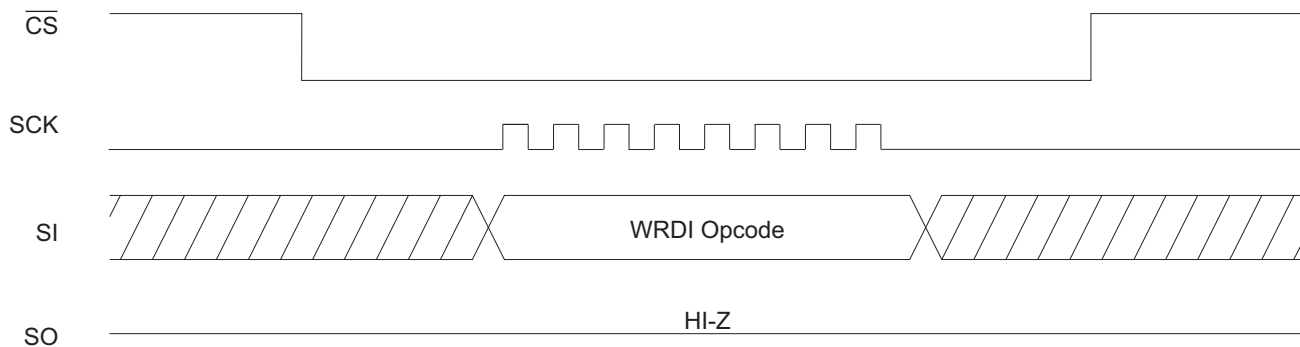 CS
SCK
SI
WRDI Opcode
HI-Z
SO